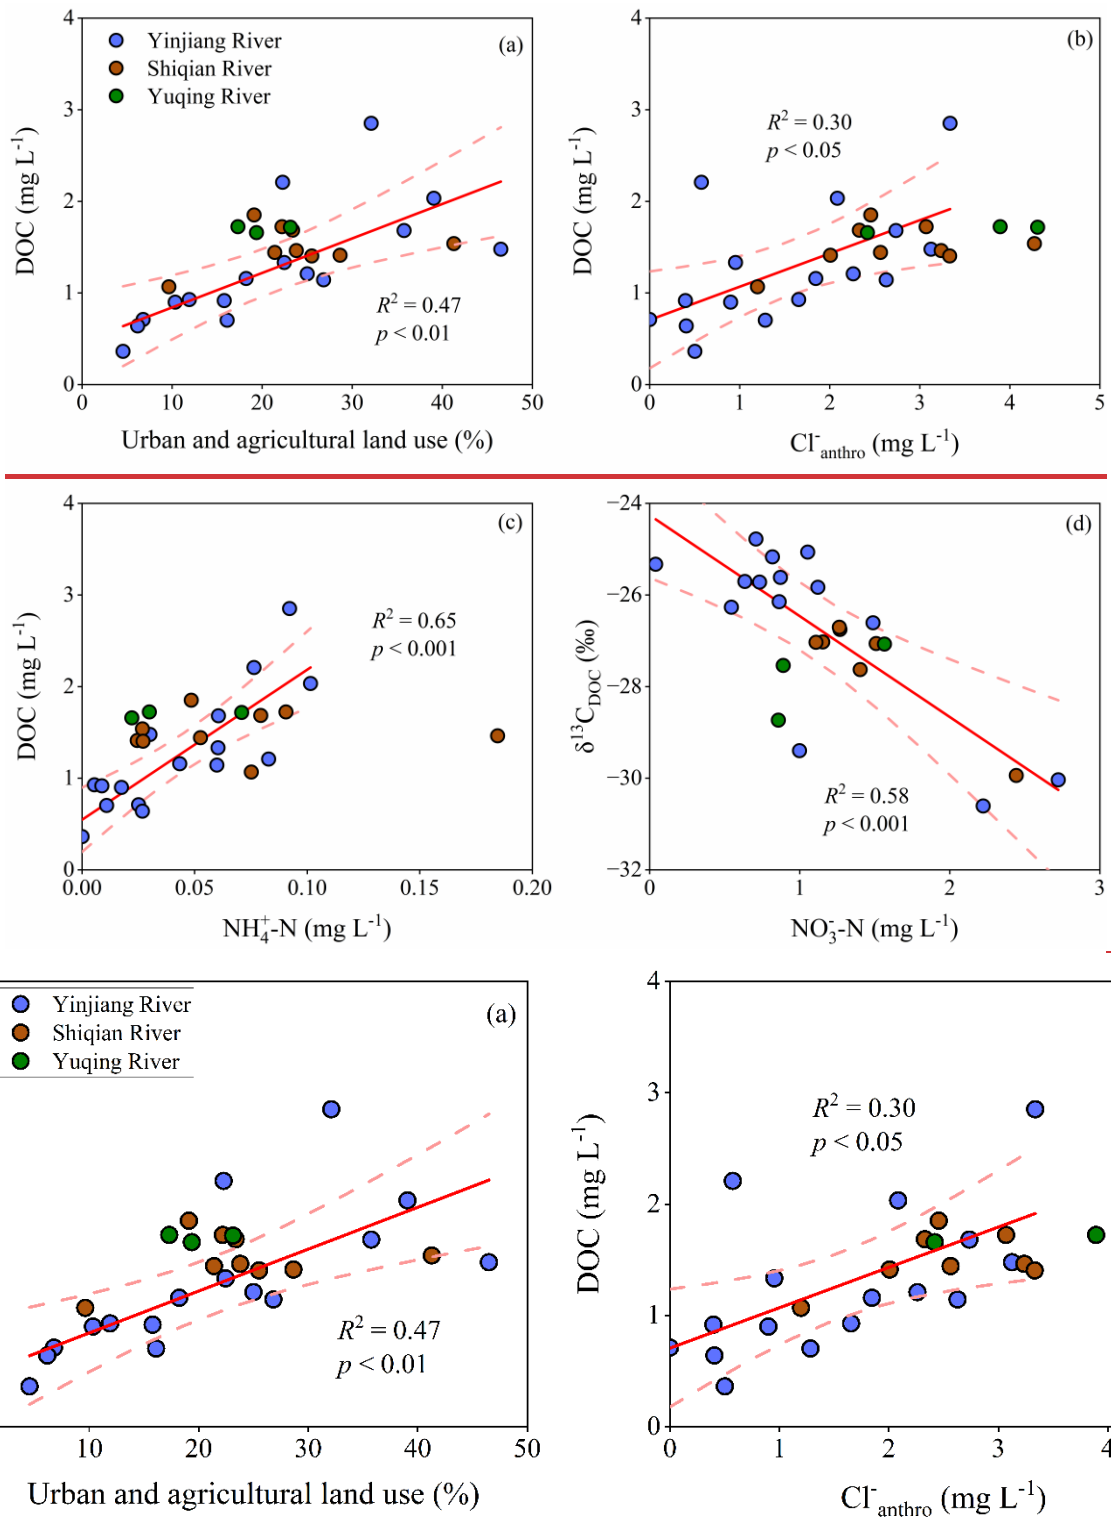 4
3
2
1
0
DOC (mg L⁻¹)
Yinjiang River
Shiqian River
Yuqing River
(a)
R² = 0.47
p < 0.01
0 10 20 30 40 50
Urban and agricultural land use (%)
4
3
2
1
0
DOC (mg L⁻¹)
(b)
R² = 0.30
p < 0.05
0 1 2 3 4 5
Cl⁻anthro (mg L⁻¹)
4
3
2
1
0
DOC (mg L⁻¹)
(c)
R² = 0.65
p < 0.001
0.00 0.05 0.10 0.15 0.20
NH₄⁺-N (mg L⁻¹)
−24
−26
−28
−30
−32
δ¹³C_DOC (‰)
(d)
R² = 0.58
p < 0.001
0 1 2 3
NO₃⁻-N (mg L⁻¹)
Yinjiang River
Shiqian River
Yuqing River
(a)
R² = 0.47
p < 0.01
10 20 30 40 50
Urban and agricultural land use (%)
4
3
2
1
0
DOC (mg L⁻¹)
R² = 0.30
p < 0.05
0 1 2 3 4
Cl⁻anthro (mg L⁻¹)